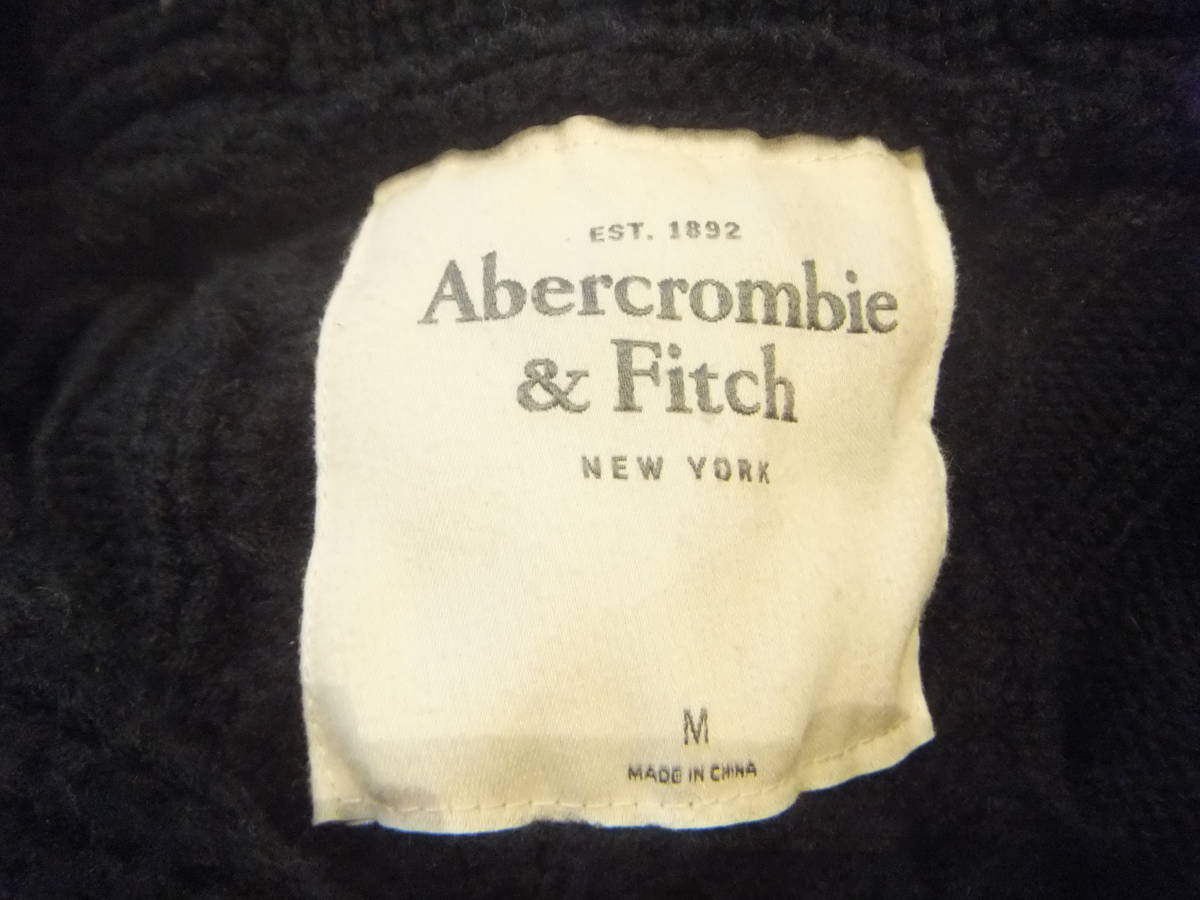 EST. 1892
Abercrombie
& Fitch
NEW YORK
M
MADE IN CHINA